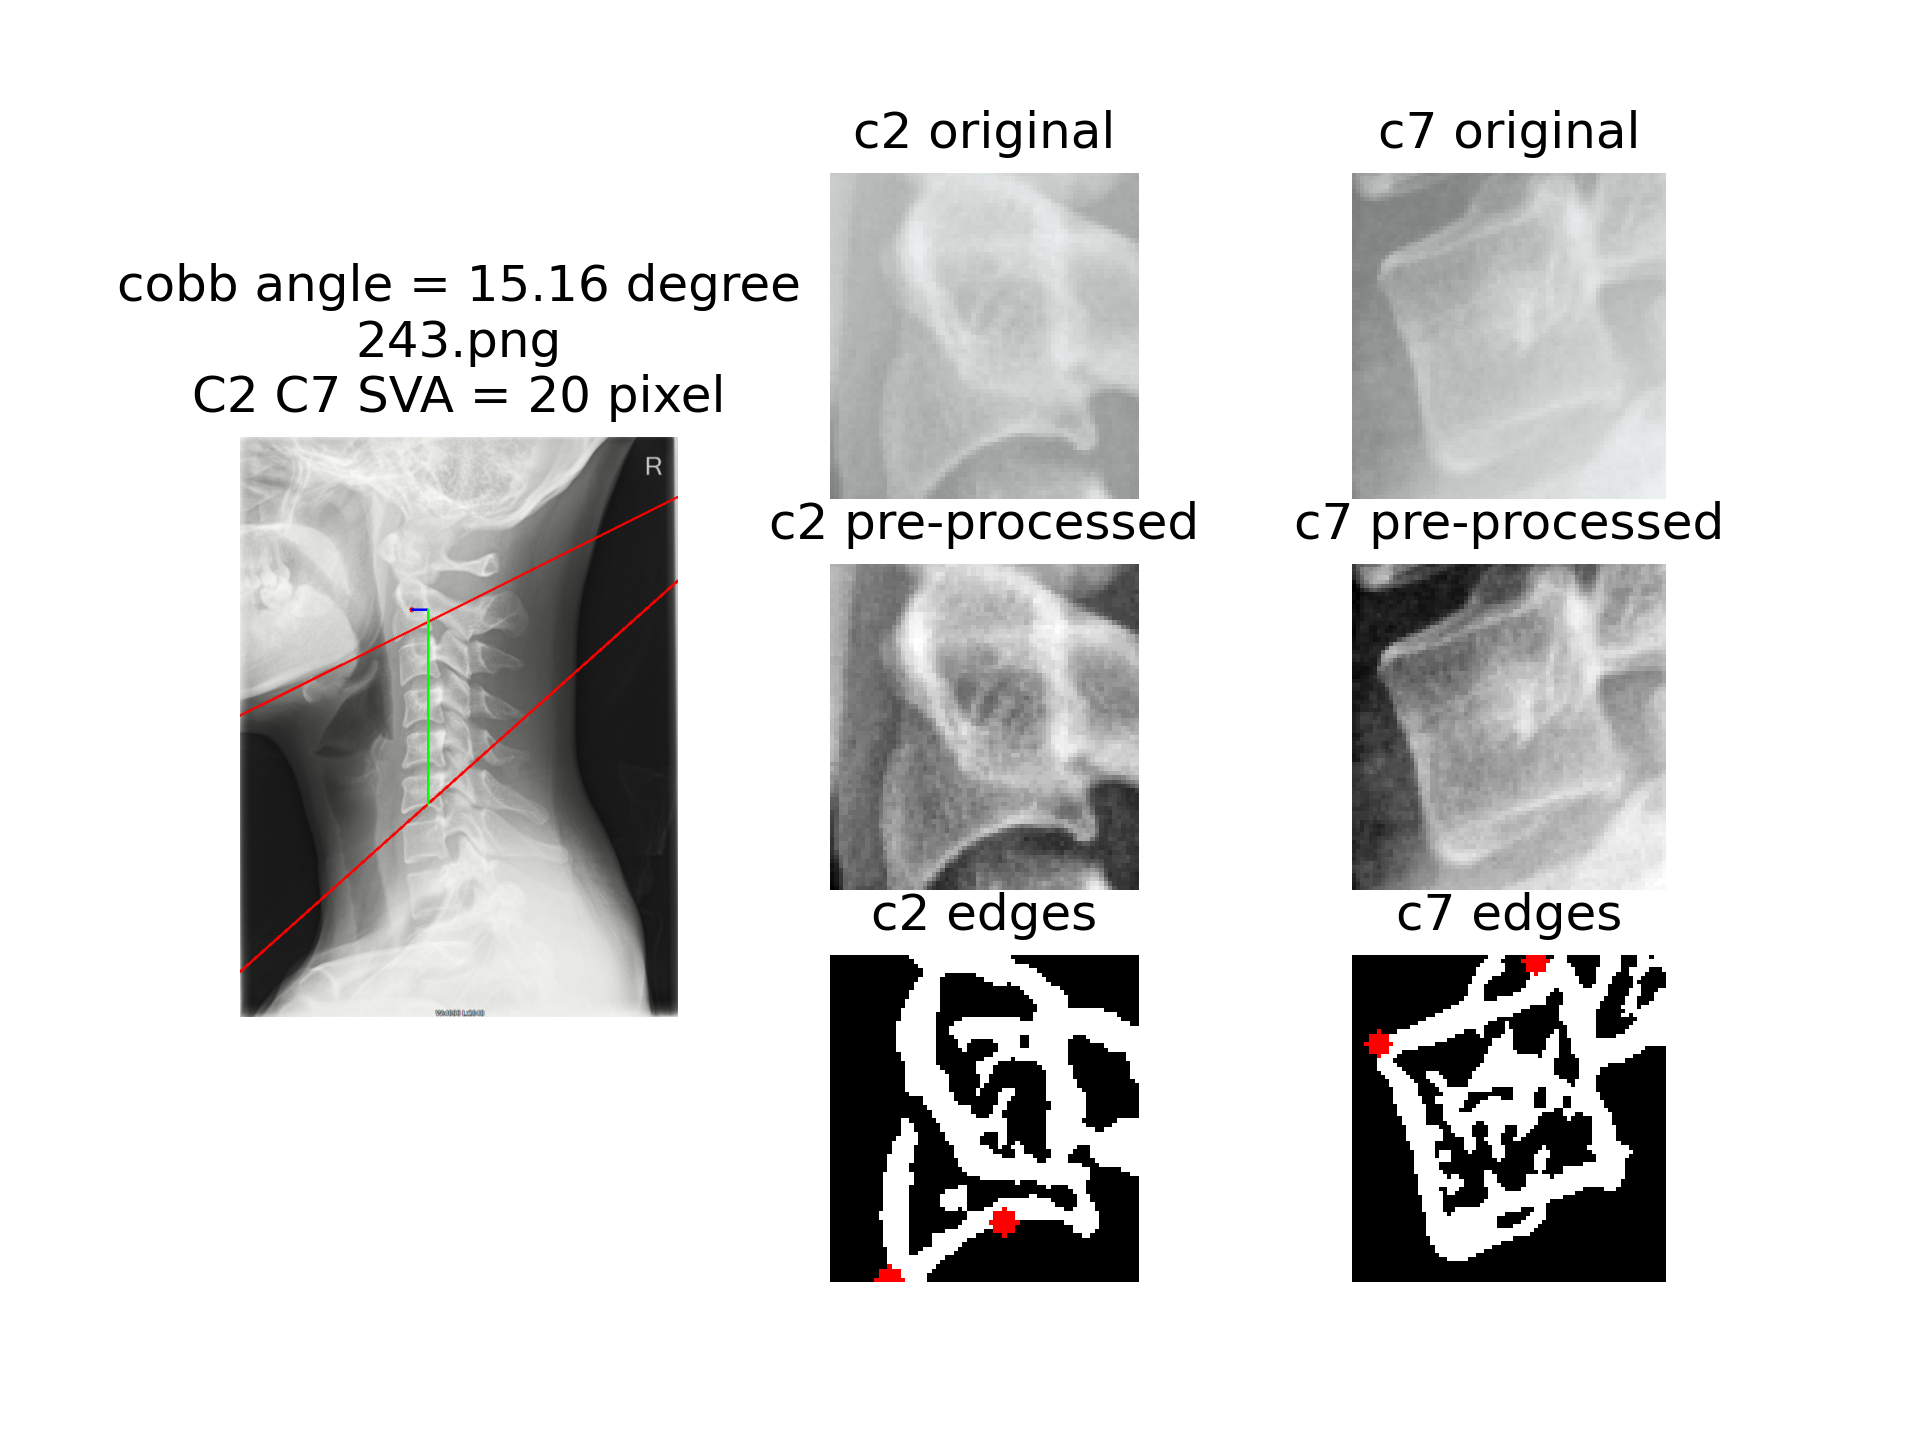 cobb angle = 15.16 degree
243.png
C2 C7 SVA = 20 pixel
R
c2 original
c7 original
c2 pre-processed
c7 pre-processed
c2 edges
c7 edges